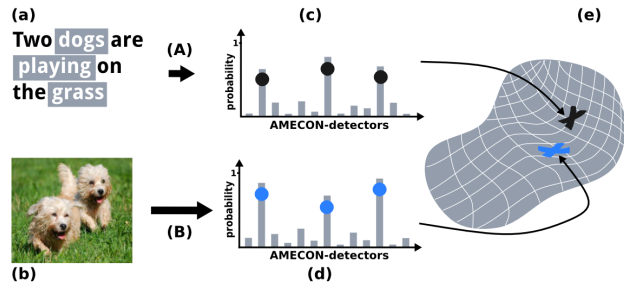 (a)
Two dogs are
playing on
the grass
(A)
(c)
1
probability
AMECON-detectors
(e)
(b)
(B)
1
probability
AMECON-detectors
(d)